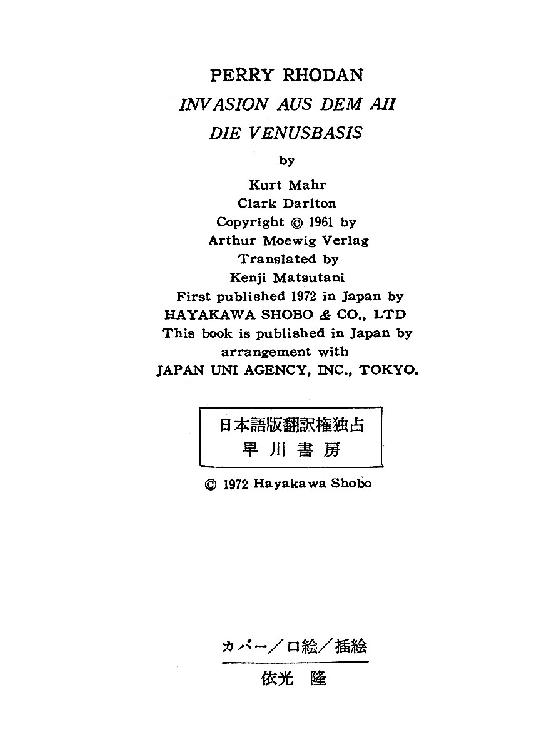 PERRY RHODAN
INVASION AUS DEM All
DIE VENUSBASIS
by
Kurt Mahr
Clark Darlton
Copyright © 1961 by
Arthur Moewig Verlag
Translated by
Kenji Matsutani
First published 1972 in Japan by
HAYAKAWA SHOBO & CO., LTD
This book is published in Japan by
arrangement with
JAPAN UNI AGENCY, INC., TOKYO.
日本語版翻訳権独占
早川書房
© 1972 Hayakawa Shobo
カバー/口絵/插絵
依光 隆